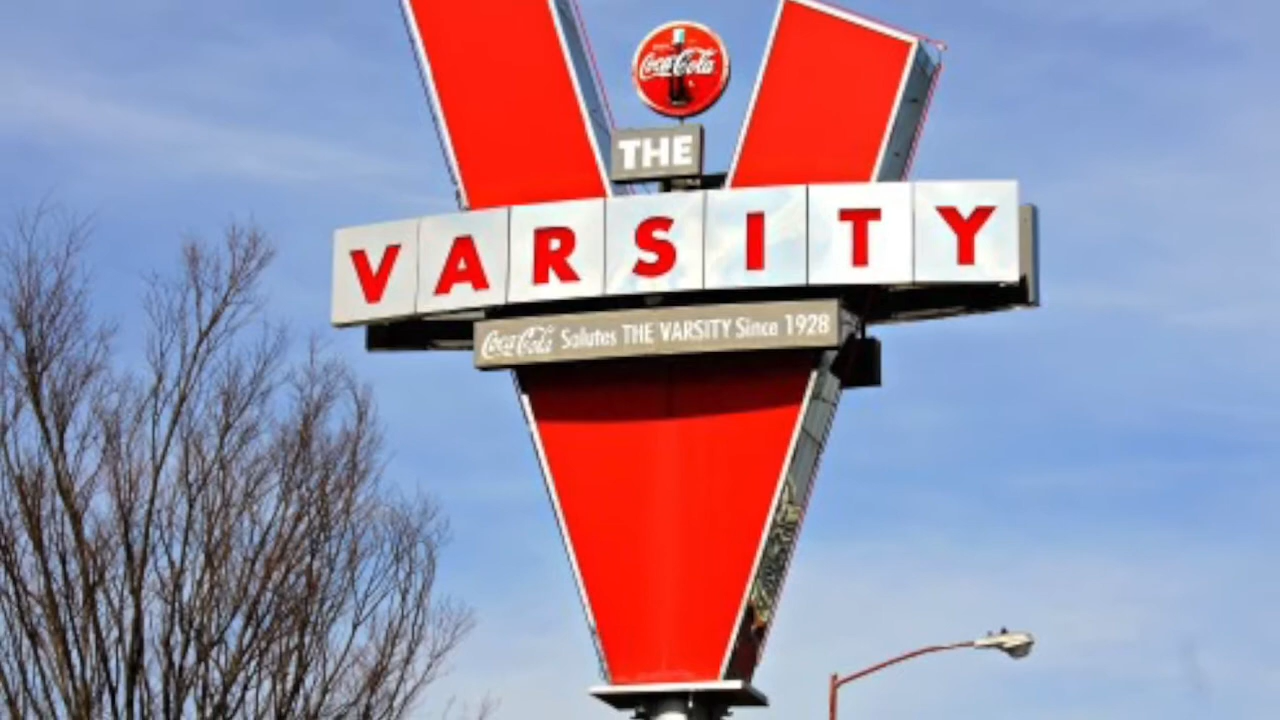 Coca-Cola
THE
VARSITY
Coca-Cola Salutes THE VARSITY Since 1928